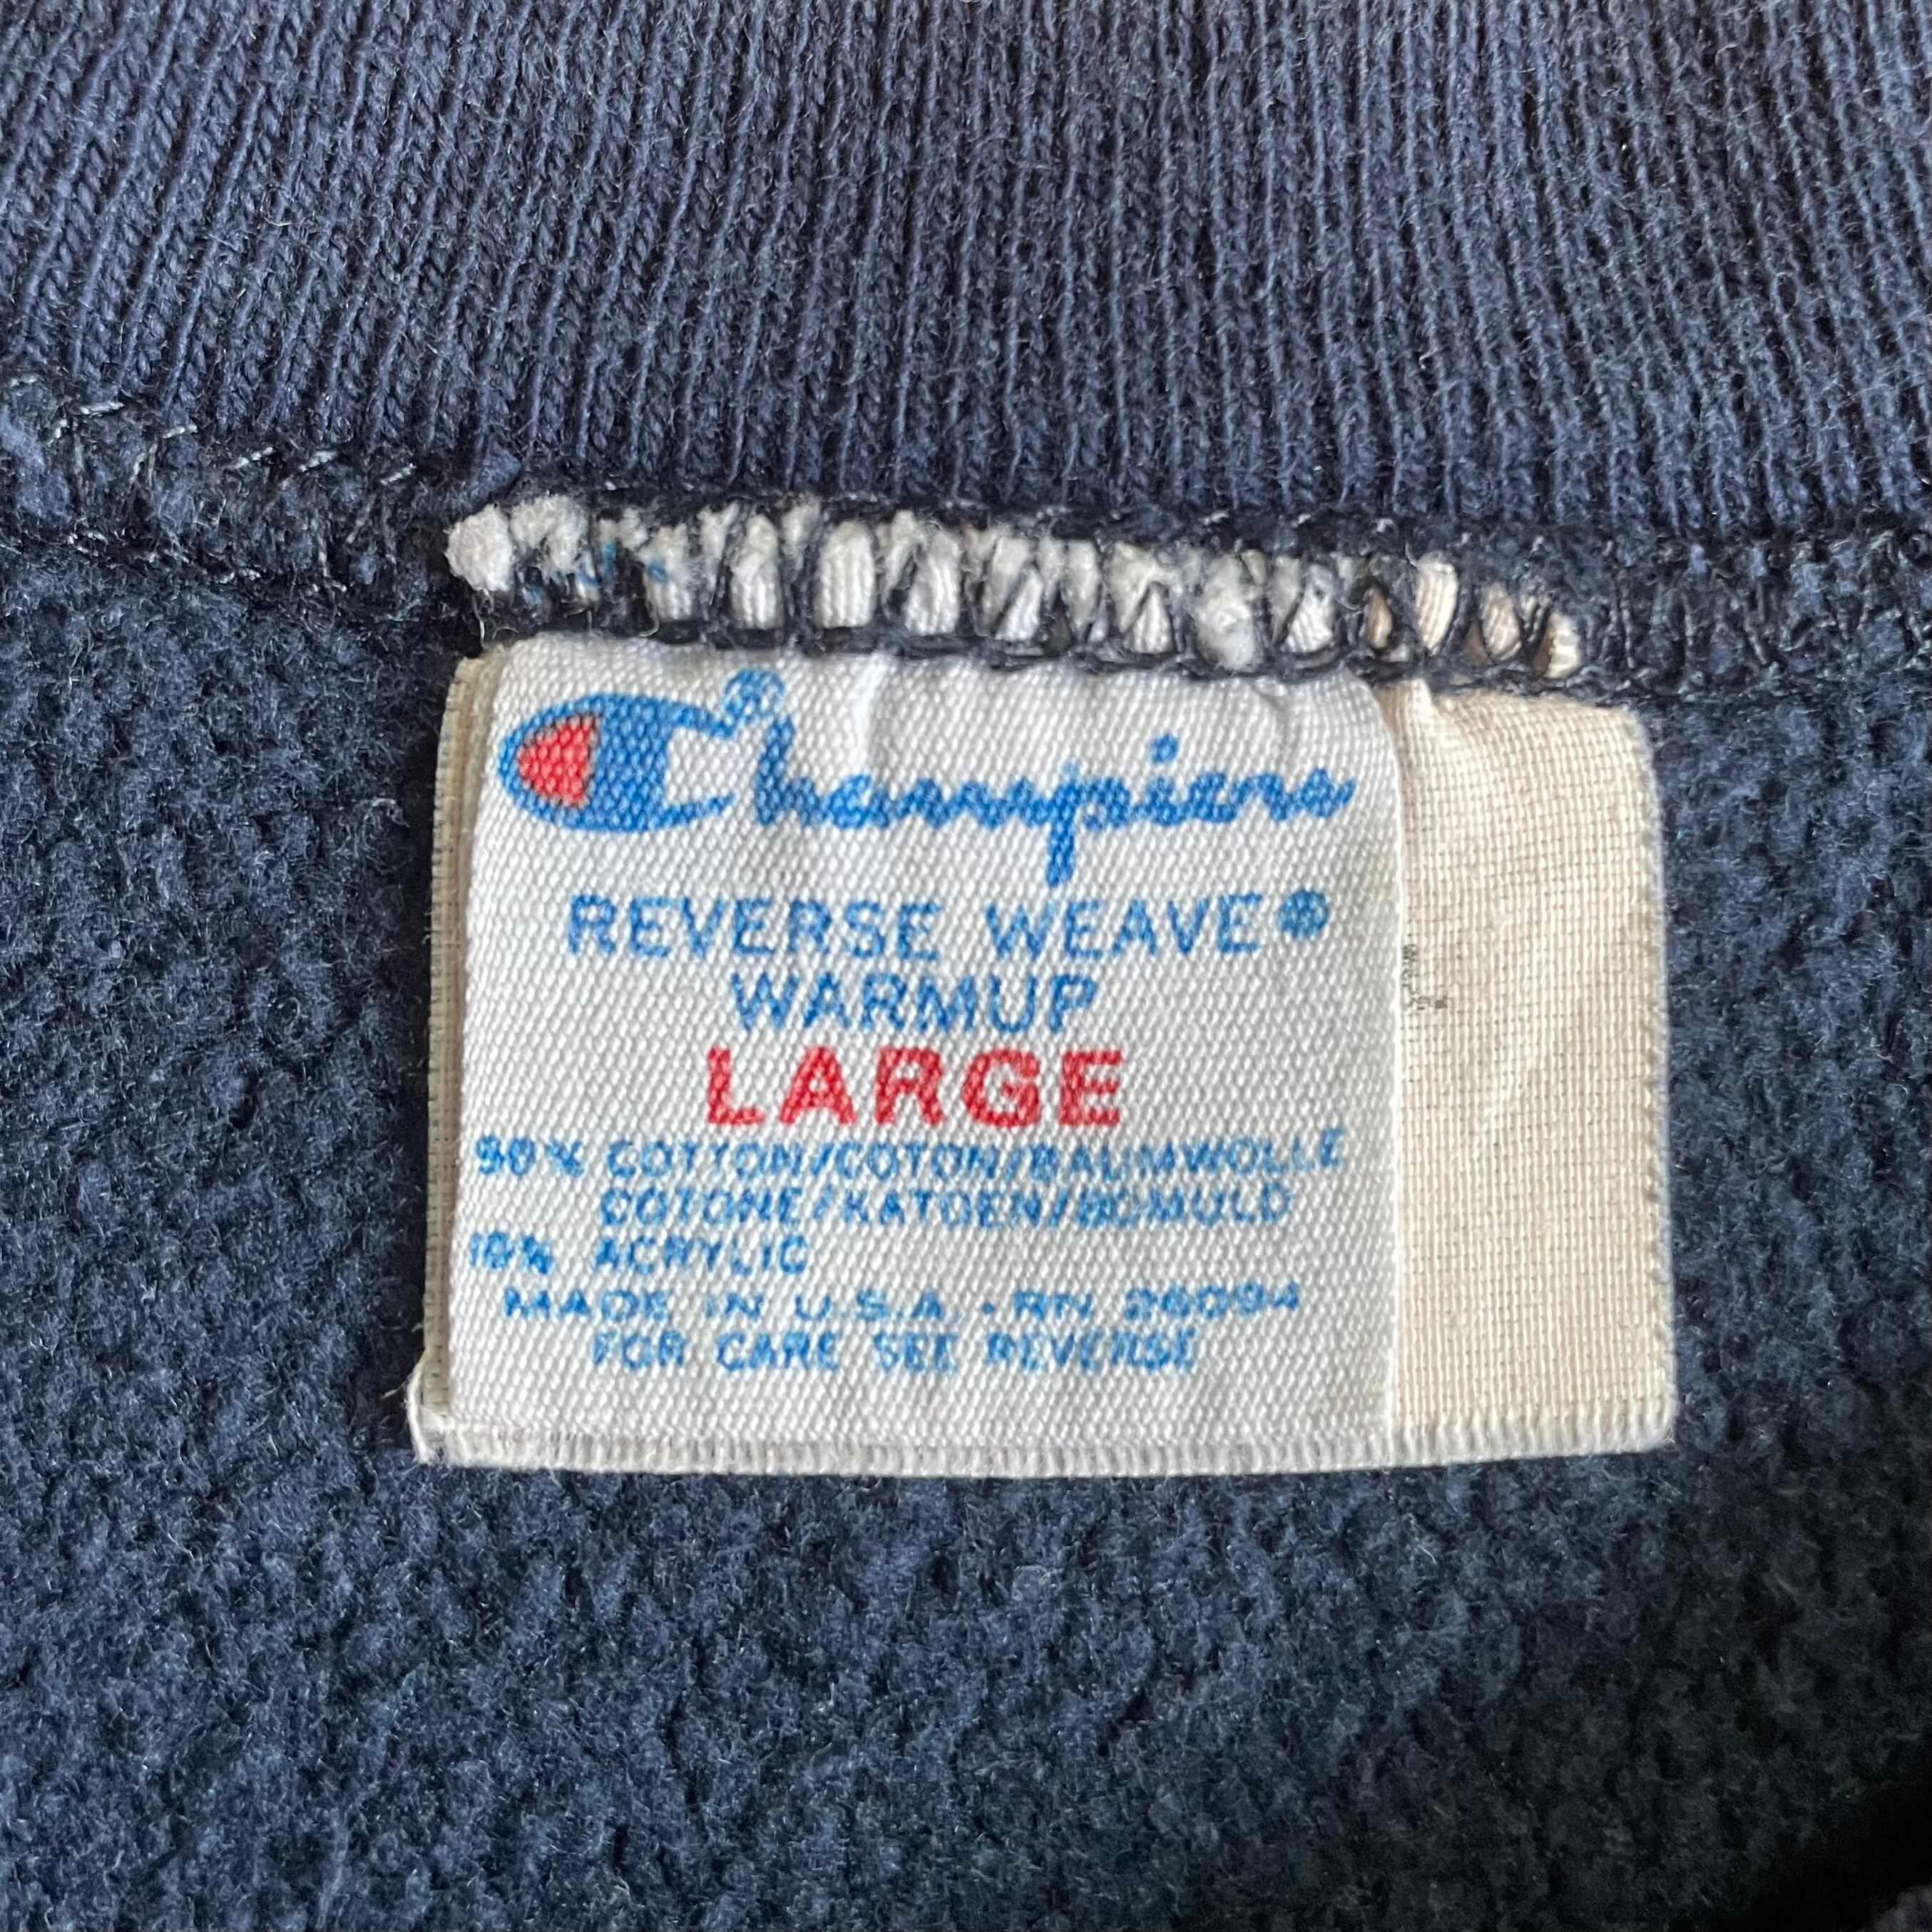 Champion®
REVERSE WEAVE®
WARMUP
LARGE
90% COTTON/COTON/BAUMWOLLE
COTONE/KATOEN/BOMULD
10% ACRYLIC
MADE IN U.S.A. · RN 26094
FOR CARE SEE REVERSE